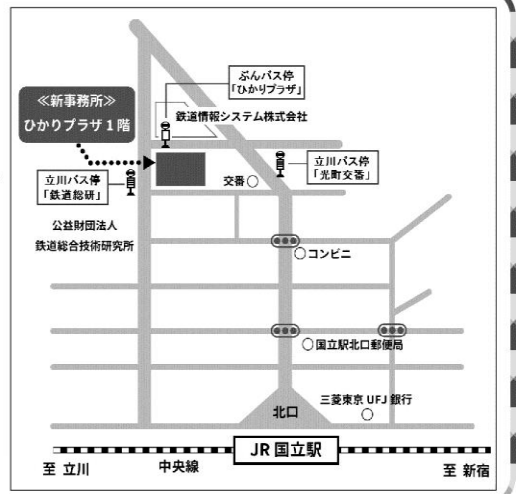 ぶんバス停
「ひかりプラザ」
≪新事務所≫
ひかりプラザ1階
鉄道情報システム株式会社
立川バス停
「鉄道総研」
交番
立川バス停
「光町交番」
公益財団法人
鉄道総合技術研究所
コンビニ
国立駅北口郵便局
三菱東京UFJ銀行
北口
JR国立駅
至 立川
中央線
至 新宿